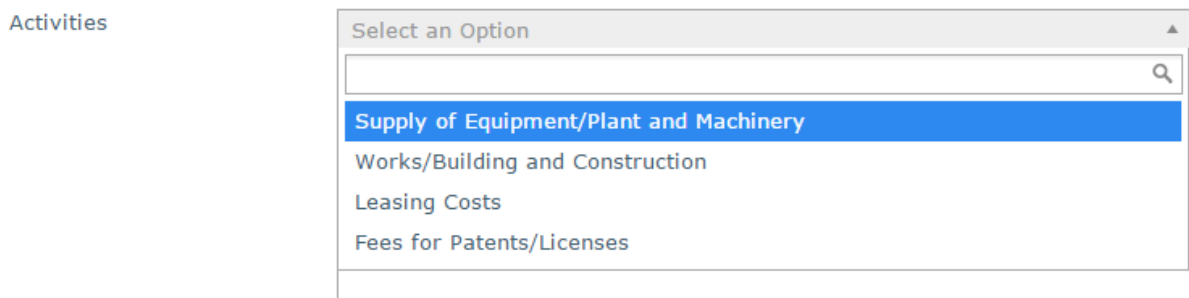 Activities
Select an Option
Supply of Equipment/Plant and Machinery
Works/Building and Construction
Leasing Costs
Fees for Patents/Licenses